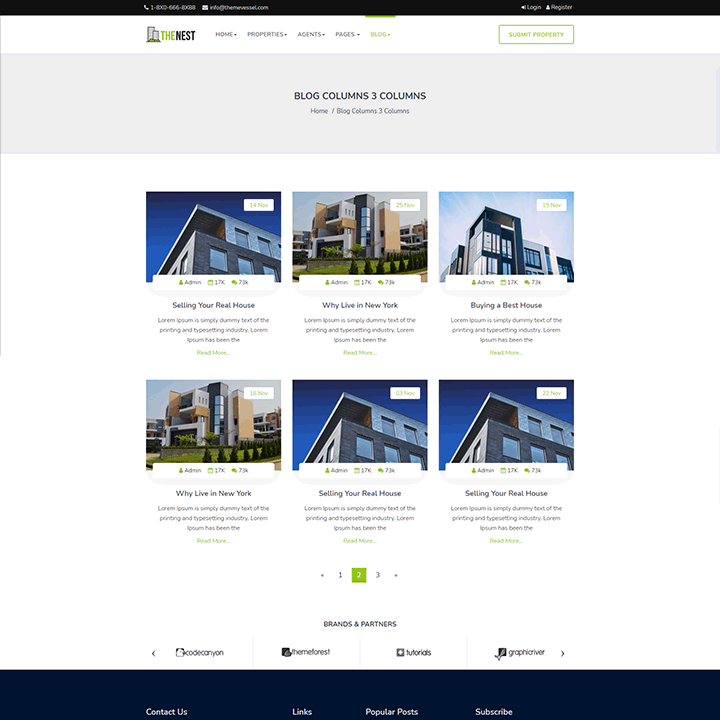 1-8X0-666-8X88 info@themevessel.com Login Register
THENEST HOME PROPERTIES AGENTS PAGES BLOG SUBMIT PROPERTY
BLOG COLUMNS 3 COLUMNS
Home / Blog Columns 3 Columns
14 Nov
Admin 17K 73k
Selling Your Real House
Lorem Ipsum is simply dummy text of the
printing and typesetting industry. Lorem
Ipsum has been the
Read More...
25 Nov
Admin 17K 73k
Why Live in New York
Lorem Ipsum is simply dummy text of the
printing and typesetting industry. Lorem
Ipsum has been the
Read More...
19 Nov
Admin 17K 73k
Buying a Best House
Lorem Ipsum is simply dummy text of the
printing and typesetting industry. Lorem
Ipsum has been the
Read More...
18 Nov
Admin 17K 73k
Why Live in New York
Lorem Ipsum is simply dummy text of the
printing and typesetting industry. Lorem
Ipsum has been the
Read More...
03 Nov
Admin 17K 73k
Selling Your Real House
Lorem Ipsum is simply dummy text of the
printing and typesetting industry. Lorem
Ipsum has been the
Read More...
22 Nov
Admin 17K 73k
Selling Your Real House
Lorem Ipsum is simply dummy text of the
printing and typesetting industry. Lorem
Ipsum has been the
Read More...
« 1 2 3 »
BRANDS & PARTNERS
codecanyon themeforest tutorials graphicriver
Contact Us Links Popular Posts Subscribe